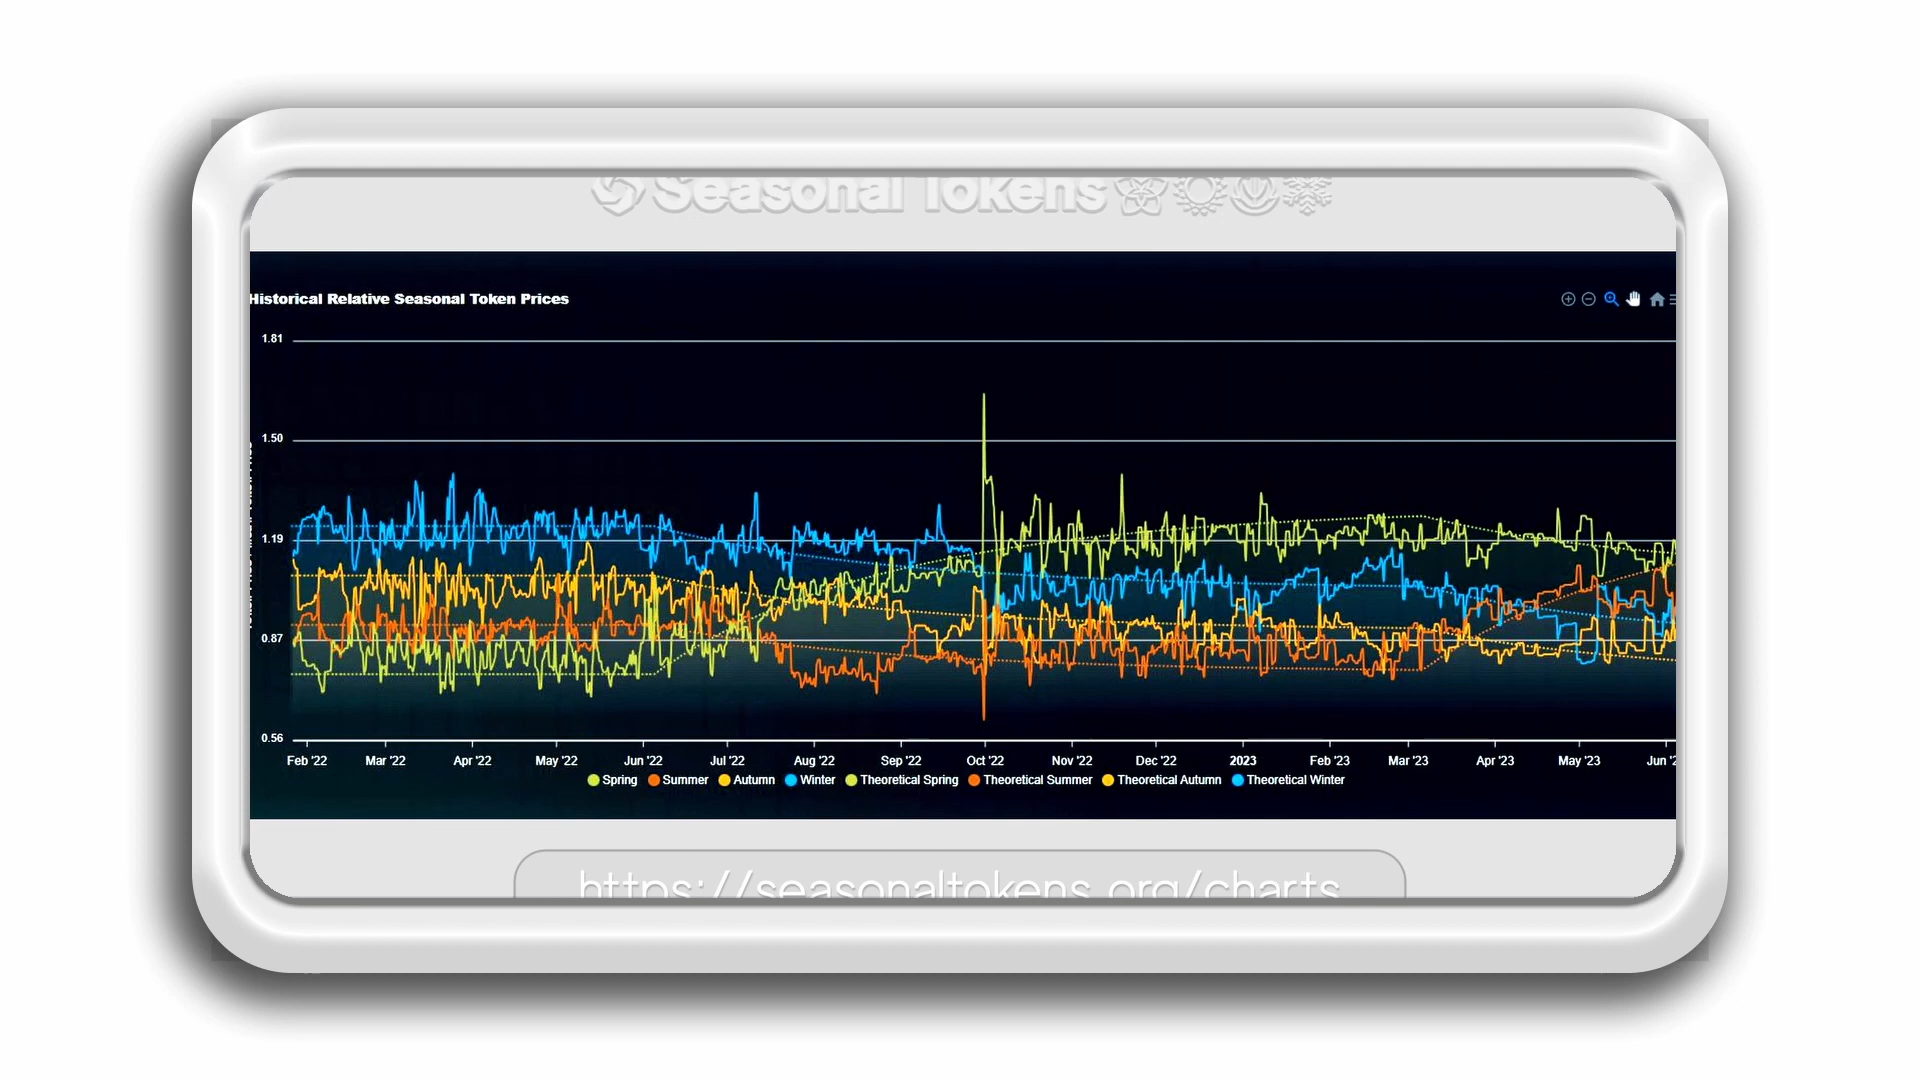 Seasonal Tokens
Historical Relative Seasonal Token Prices
1.81
1.50
1.19
0.87
0.56
Feb '22 Mar '22 Apr '22 May '22 Jun '22 Jul '22 Aug '22 Sep '22 Oct '22 Nov '22 Dec '22 2023 Feb '23 Mar '23 Apr '23 May '23 Jun '2
Spring Summer Autumn Winter Theoretical Spring Theoretical Summer Theoretical Autumn Theoretical Winter
https://seasonaltokens.org/charts